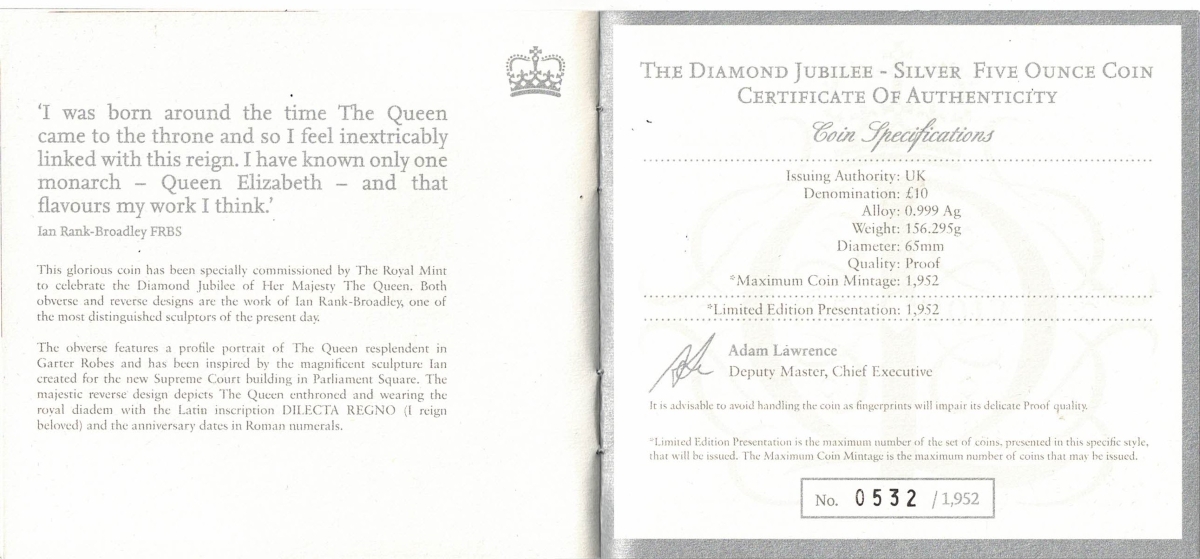 'I was born around the time The Queen
came to the throne and so I feel inextricably
linked with this reign. I have known only one
monarch – Queen Elizabeth – and that
flavours my work I think.'
Ian Rank-Broadley FRBS
This glorious coin has been specially commissioned by The Royal Mint
to celebrate the Diamond Jubilee of Her Majesty The Queen. Both
obverse and reverse designs are the work of Ian Rank-Broadley, one of
the most distinguished sculptors of the present day.
The obverse features a profile portrait of The Queen resplendent in
Garter Robes and has been inspired by the magnificent sculpture Ian
created for the new Supreme Court building in Parliament Square. The
majestic reverse design depicts The Queen enthroned and wearing the
royal diadem with the Latin inscription DILECTA REGNO (I reign
beloved) and the anniversary dates in Roman numerals.
The Diamond Jubilee - Silver Five Ounce Coin
Certificate Of Authenticity
Coin Specifications
Issuing Authority: UK
Denomination: £10
Alloy: 0.999 Ag
Weight: 156.295g
Diameter: 65mm
Quality: Proof
*Maximum Coin Mintage: 1,952
*Limited Edition Presentation: 1,952
Adam Lawrence
Deputy Master, Chief Executive
It is advisable to avoid handling the coin as fingerprints will impair its delicate Proof quality.
*Limited Edition Presentation is the maximum number of the set of coins, presented in this specific style,
that will be issued. The Maximum Coin Mintage is the maximum number of coins that may be issued.
No. 0532 / 1,952